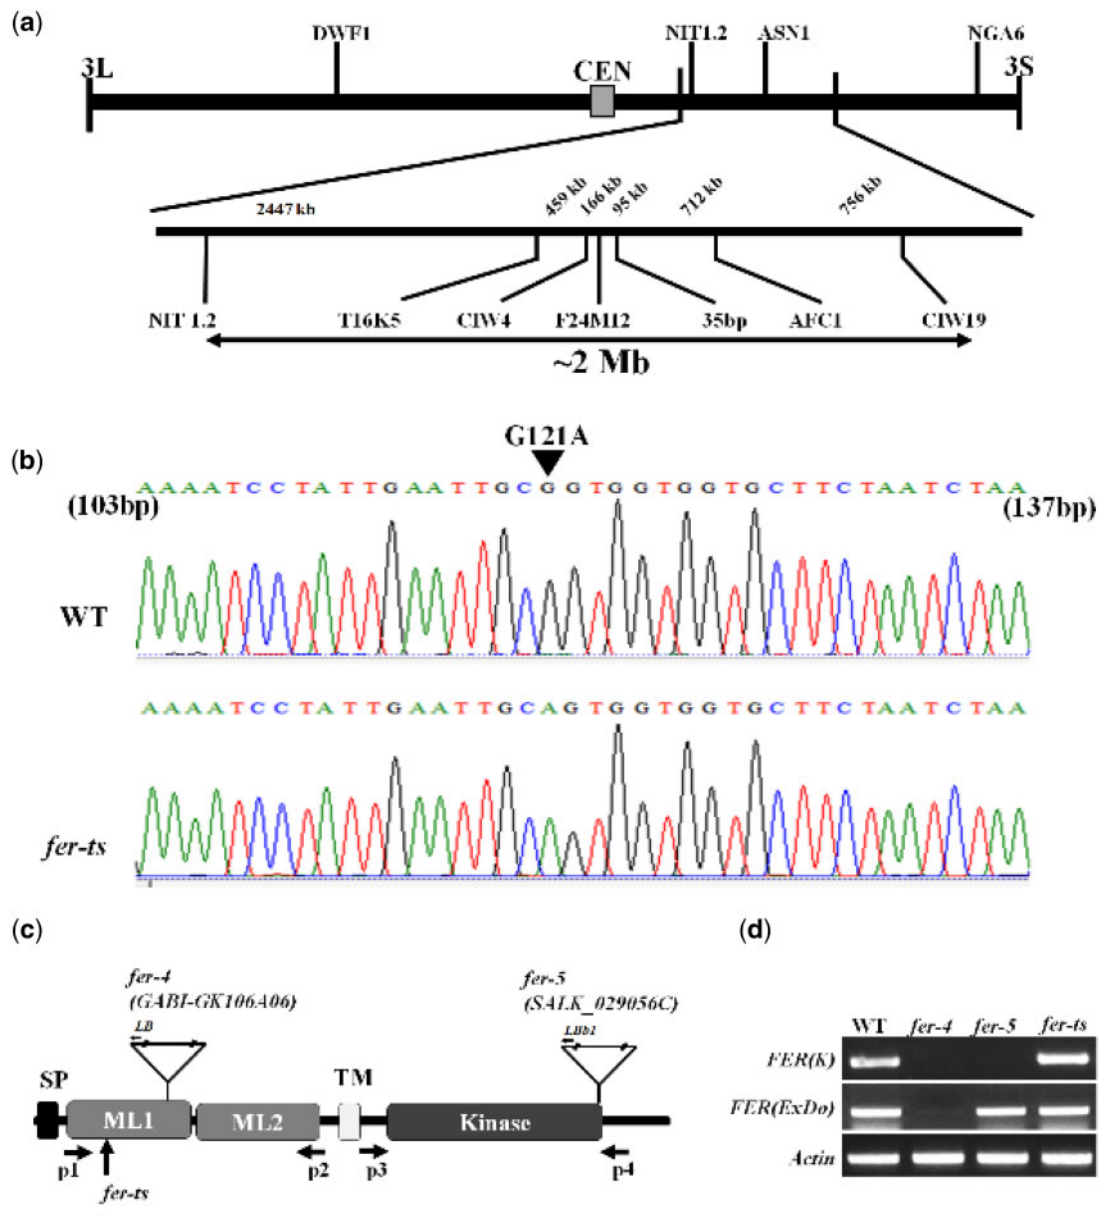 (a)
DWF1 NIT1.2 ASN1 NGA6
3L CEN 3S
2447 kb 459 kb 166 kb 95 kb 712 kb 756 kb
NIT 1.2 T16K5 CIW4 F24M12 35bp AFC1 CIW19
~2 Mb
(b)
G121A
AAAATCCTATTGAATTGCGGTGGTGGTGCTTCTAATCTAA
(103bp) (137bp)
WT
AAAATCCTATTGAATTGCAGTGGTGGTGCTTCTAATCTAA
fer-ts
(c)
fer-4
(GABI-GK106A06)
LB
fer-5
(SALK_029056C)
LBb1
SP TM
ML1 ML2 Kinase
p1 p2 p3 p4
fer-ts
(d)
WT fer-4 fer-5 fer-ts
FER(K)
FER(ExDo)
Actin